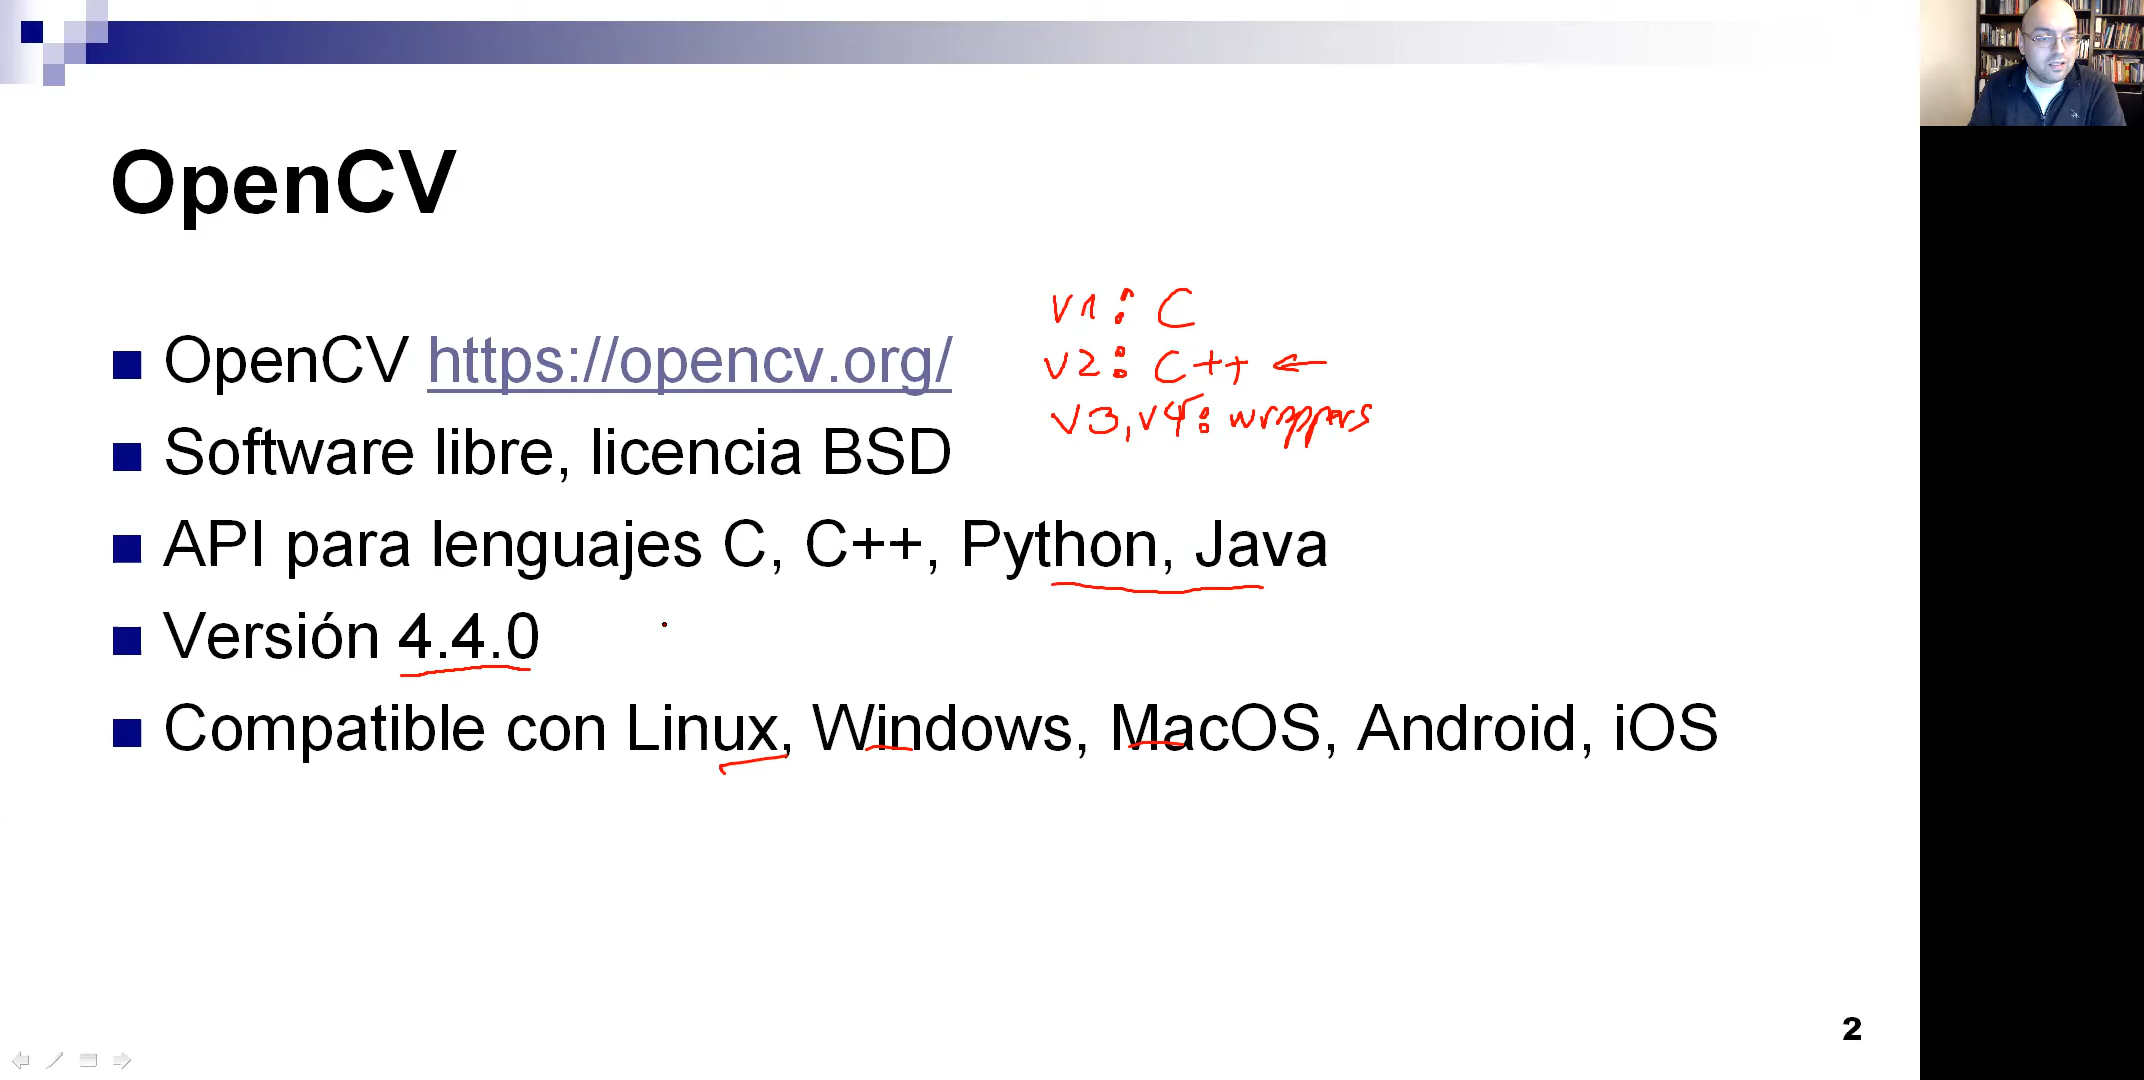 OpenCV
v1: C
OpenCV https://opencv.org/
v2: C++ ←
v3, v4: wrappers
Software libre, licencia BSD
API para lenguajes C, C++, Python, Java
Versión 4.4.0
Compatible con Linux, Windows, MacOS, Android, iOS
2